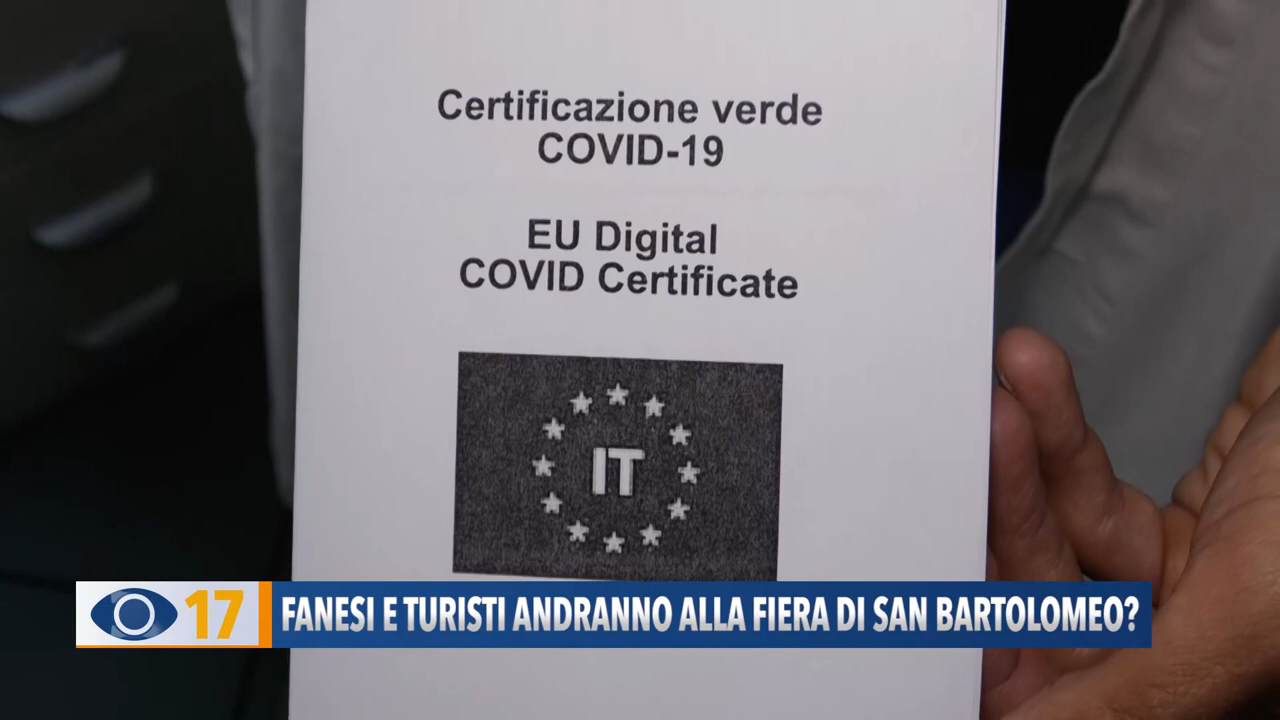 Certificazione verde
COVID-19
EU Digital
COVID Certificate
IT
17 FANESI E TURISTI ANDRANNO ALLA FIERA DI SAN BARTOLOMEO?